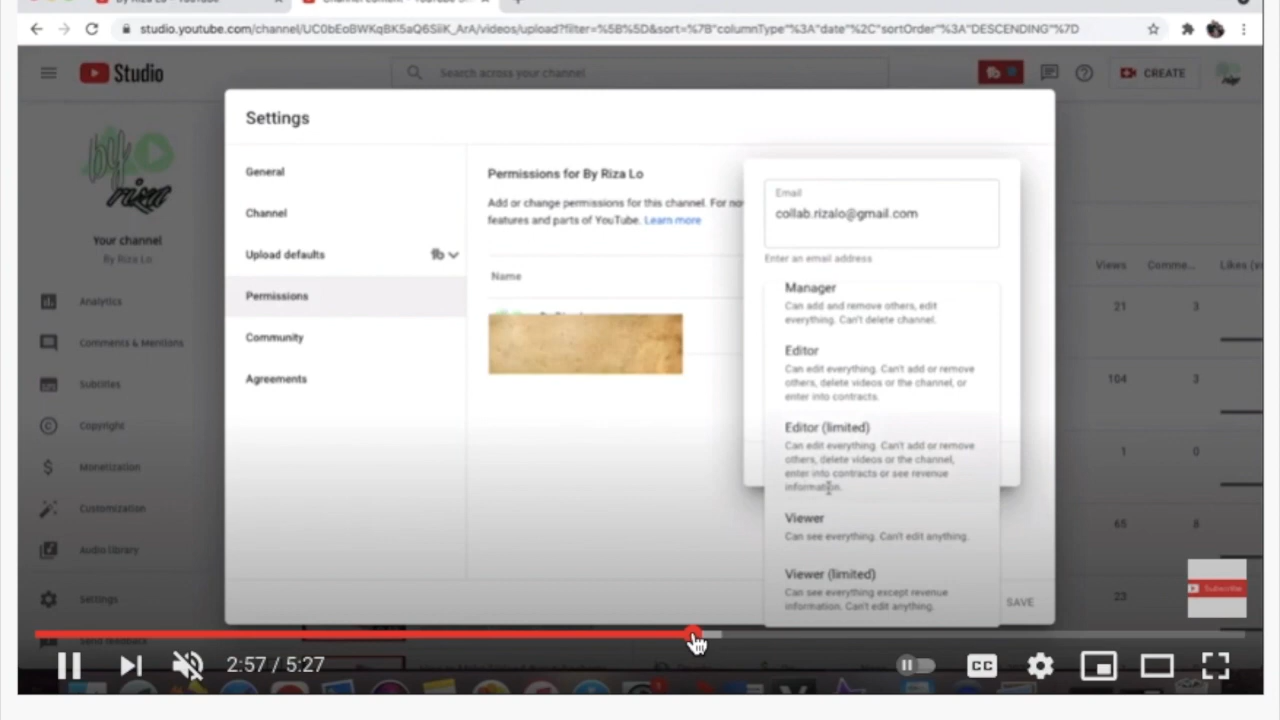 studio.youtube.com/channel/UC0bEoBWKqBK5aQ6SiiK_ArA/videos/upload?filter=%5B%5D&sort=%7B"columnType"%3A"date"%2C"sortOrder"%3A"DESCENDING"%7D
Studio
Search across your channel
CREATE
Settings
General
Channel
Upload defaults
Permissions
Community
Agreements
Permissions for By Riza Lo
Add or change permissions for this channel. For
features and parts of YouTube. Learn more
Name
Email
collab.rizalo@gmail.com
Enter an email address
Manager
Can add and remove others, edit
everything. Can't delete channel.
Editor
Can edit everything. Can't add or remove
others, delete videos or the channel, or
enter into contracts.
Editor (limited)
Can edit everything. Can't add or remove
others, delete videos or the channel,
enter into contracts or see revenue
information.
Viewer
Can see everything. Can't edit anything.
Viewer (limited)
Can see everything except revenue
information. Can't edit anything.
SAVE
by
riza
Your channel
By Riza Lo
Analytics
Comments & Mentions
Subtitles
Copyright
Monetization
Customization
Audio library
Settings
Send feedback
Views
Comme...
Likes
21
3
104
3
1
0
65
8
23
Subscribe
2:57 / 5:27
CC